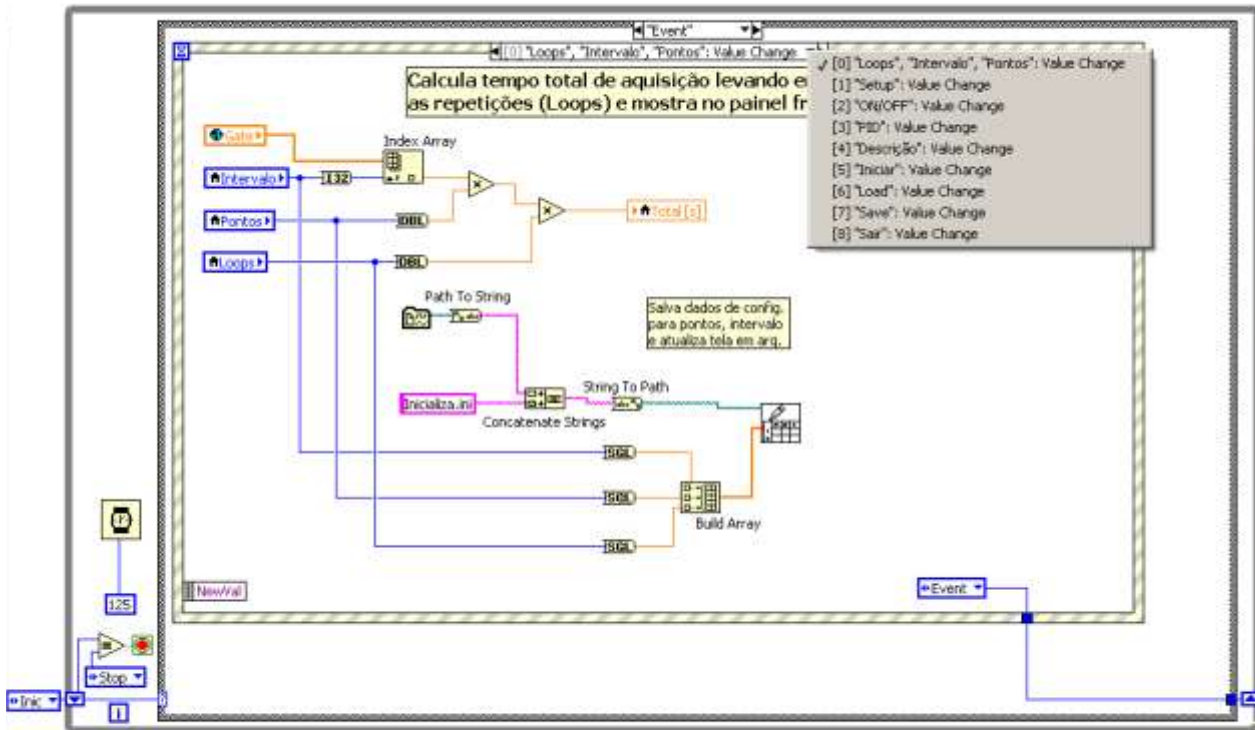 "Event"
[0] "Loops", "Intervalo", "Pontos": Value Change
Calcula tempo total de aquisição levando e
as repetições (Loops) e mostra no painel fr
[0] "Loops", "Intervalo", "Pontos": Value Change
[1] "Setup": Value Change
[2] "ON/OFF": Value Change
[3] "PID": Value Change
[4] "Descrição": Value Change
[5] "Iniciar": Value Change
[6] "Load": Value Change
[7] "Save": Value Change
[8] "Sair": Value Change
Gate
Index Array
Intervalo
I32
Pontos
DBL
Total [s]
Loops
DBL
Path To String
Salva dados de config.
para pontos, intervalo
e atualiza tela em arq.
String To Path
Inicializa.ini
Concatenate Strings
SGL
SGL
Build Array
SGL
NewVal
Event
125
Stop
Inic
i